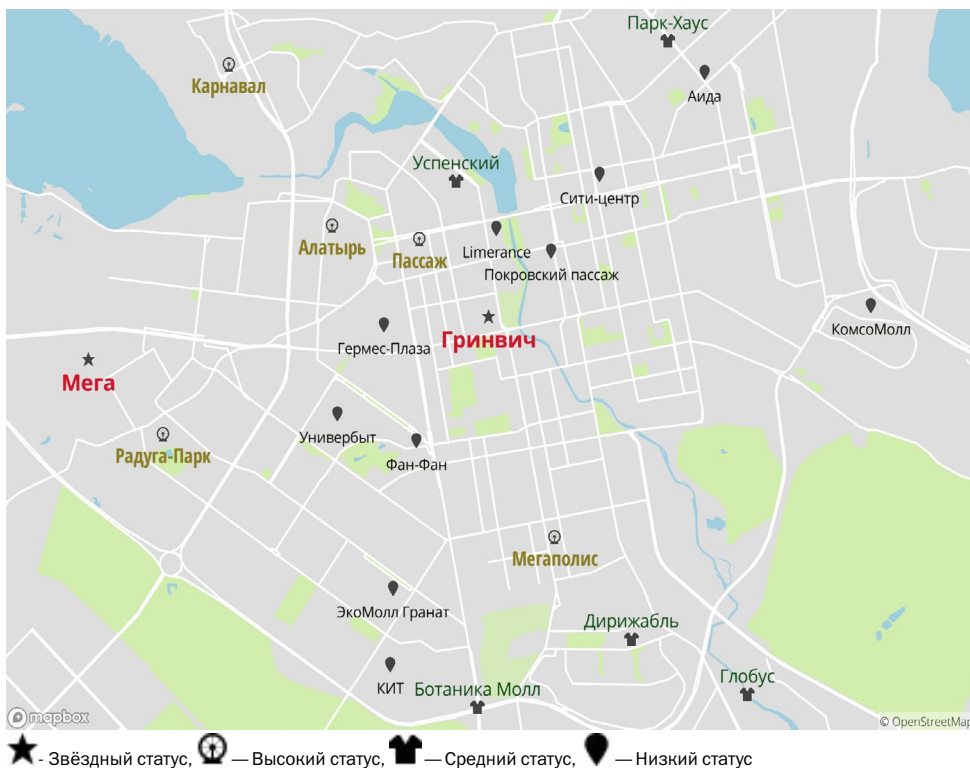 Парк-Хаус
Карнавал
Аида
Успенский
Сити-центр
Алатырь
Пассаж
Limerance
Покровский пассаж
КомсоМолл
Гермес-Плаза
Гринвич
Мега
Универбыт
Радуга-Парк
Фан-Фан
Мегаполис
ЭкоМолл Гранат
Дирижабль
Глобус
КИТ
Ботаника Молл
mapbox
© OpenStreetMap
- Звёздный статус, — Высокий статус, — Средний статус, — Низкий статус